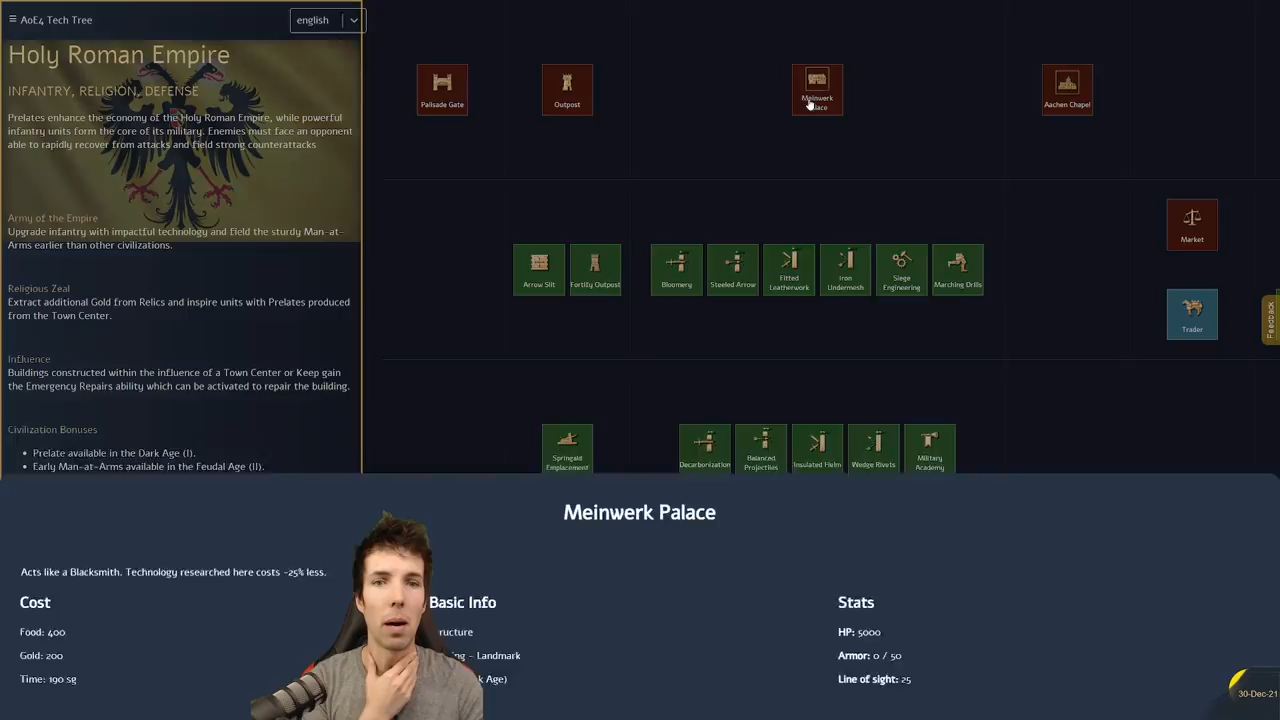 AoE4 Tech Tree
english
Holy Roman Empire
INFANTRY, RELIGION, DEFENSE
Prelates enhance the economy of the Holy Roman Empire, while powerful
infantry units form the core of its military. Enemies must face an opponent
able to rapidly recover from attacks and field strong counterattacks
Army of the Empire
Upgrade infantry with impactful technology and field the sturdy Man-at-
Arms earlier than other civilizations.
Religious Zeal
Extract additional Gold from Relics and inspire units with Prelates produced
from the Town Center.
Influence
Buildings constructed within the influence of a Town Center or Keep gain
the Emergency Repairs ability which can be activated to repair the building.
Civilization Bonuses
Prelate available in the Dark Age (I).
Early Man-at-Arms available in the Feudal Age (II).
Palisade Gate
Outpost
Meinwerk
Palace
Aachen Chapel
Market
Arrow Slit
Fortify Outpost
Bloomery
Steeled Arrow
Fitted
Leatherwork
Iron
Undermesh
Siege
Engineering
Marching Drills
Trader
Feedback
Springald
Emplacement
Decarbonization
Balanced
Projectiles
Insulated Helm
Wedge Rivets
Military
Academy
Meinwerk Palace
Acts like a Blacksmith. Technology researched here costs -25% less.
Cost
Food: 400
Gold: 200
Time: 190 sg
Basic Info
ructure
ng - Landmark
k Age)
Stats
HP: 5000
Armor: 0 / 50
Line of sight: 25
30-Dec-21